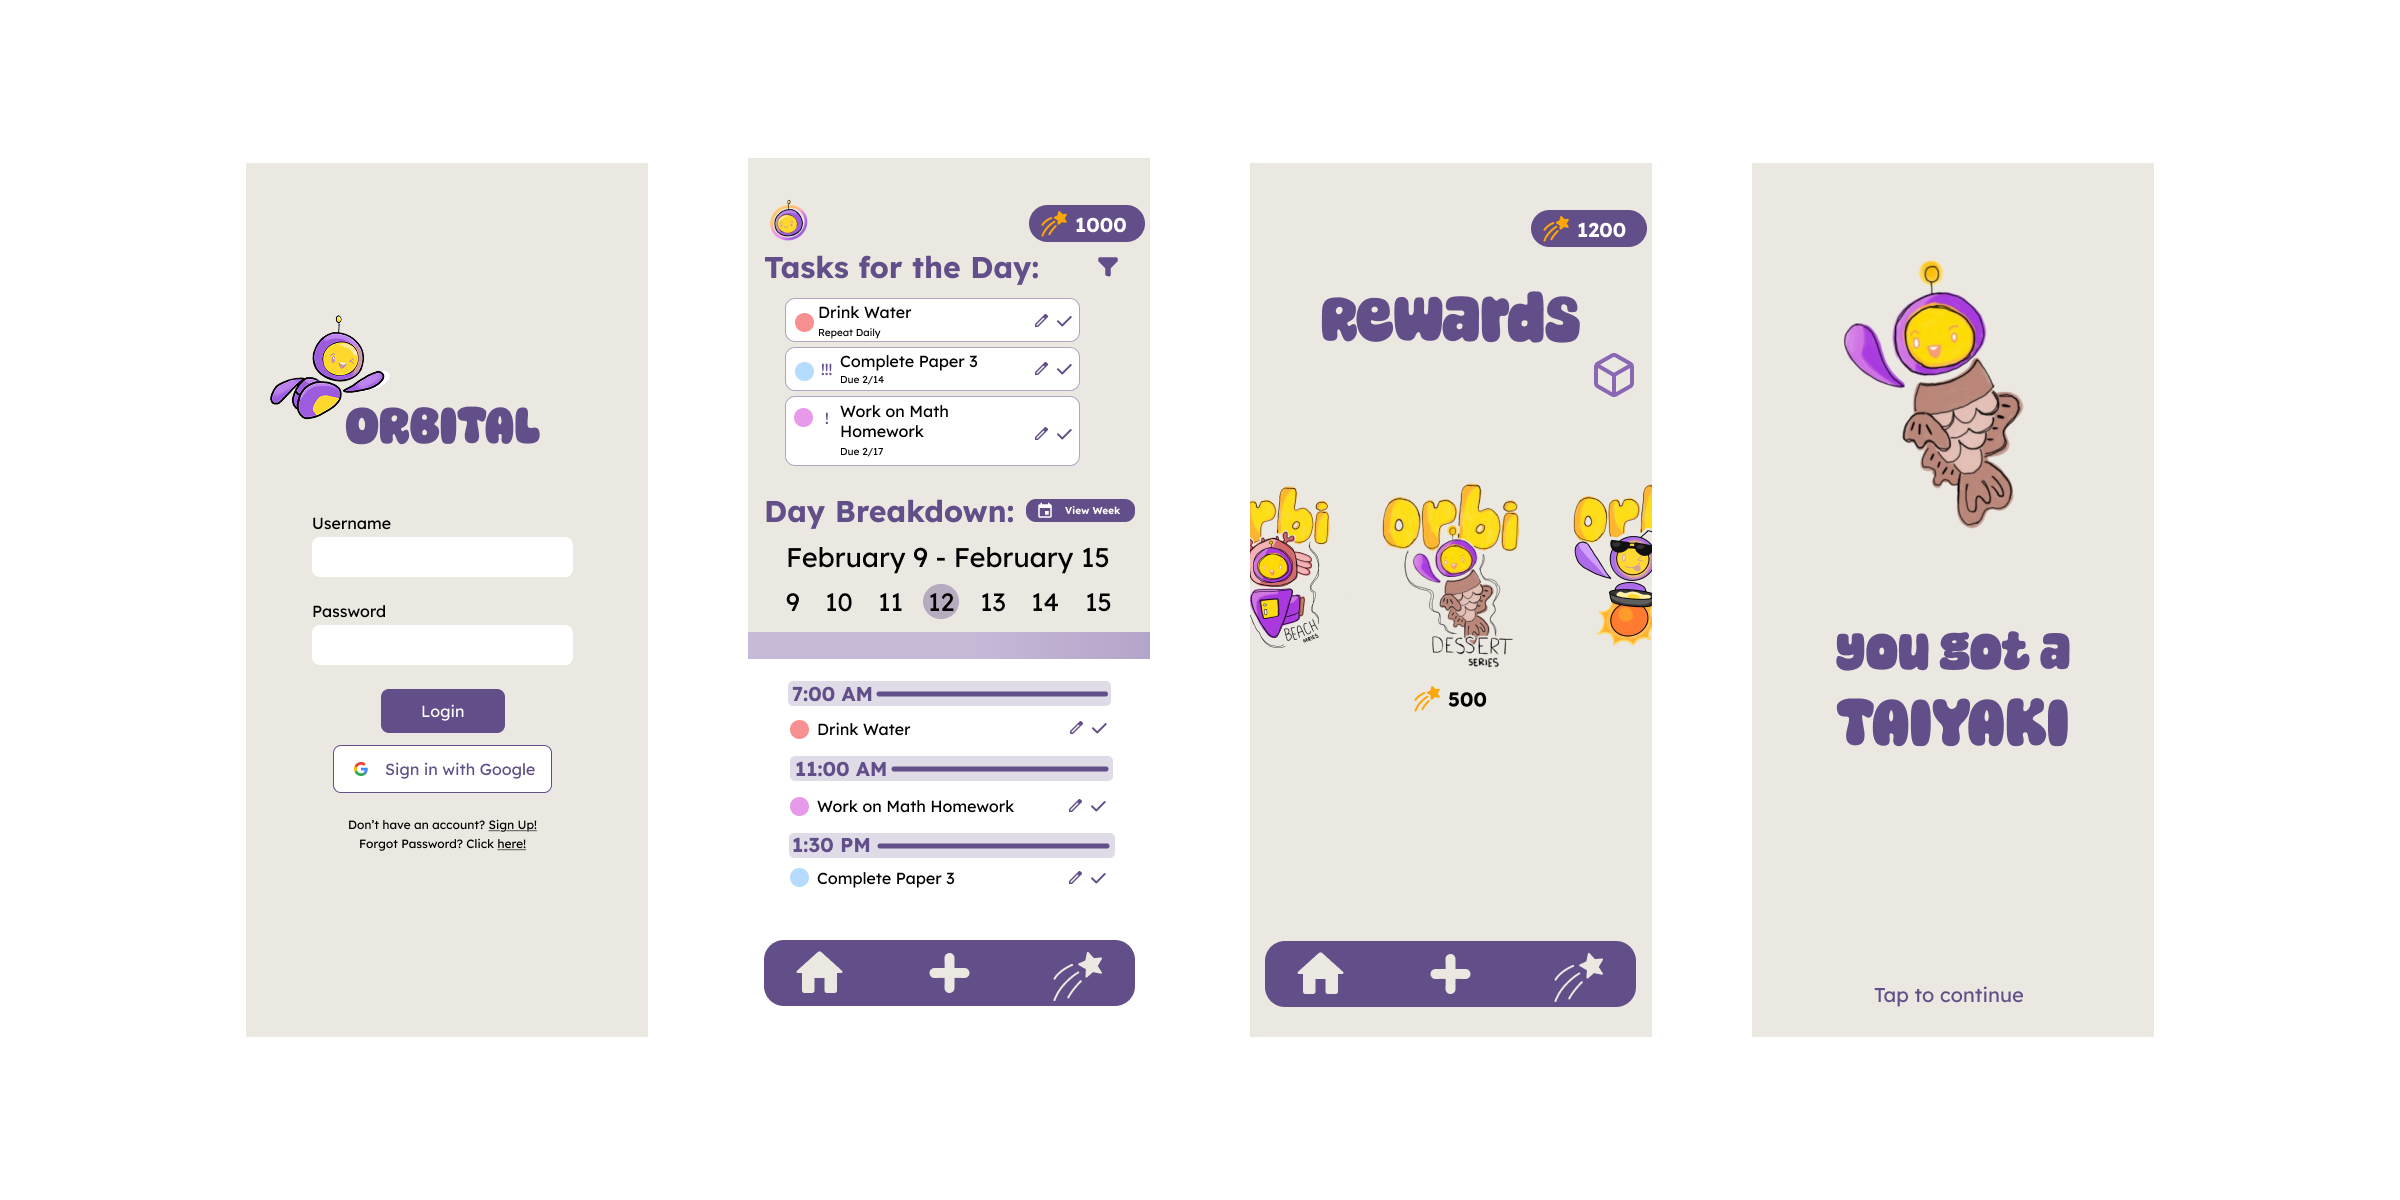 ORBITAL
Username
Password
Login
Sign in with Google
Don't have an account? Sign Up!
Forgot Password? Click here!
1000
Tasks for the Day:
Drink Water
Repeat Daily
!!! Complete Paper 3
Due 2/14
! Work on Math
Homework
Due 2/17
Day Breakdown:
View Week
February 9 - February 15
9 10 11 12 13 14 15
7:00 AM
Drink Water
11:00 AM
Work on Math Homework
1:30 PM
Complete Paper 3
1200
Rewards
rbi
BEACH
SERIES
orbi
DESSERT
SERIES
orb
500
you got a
TAIYAKI
Tap to continue